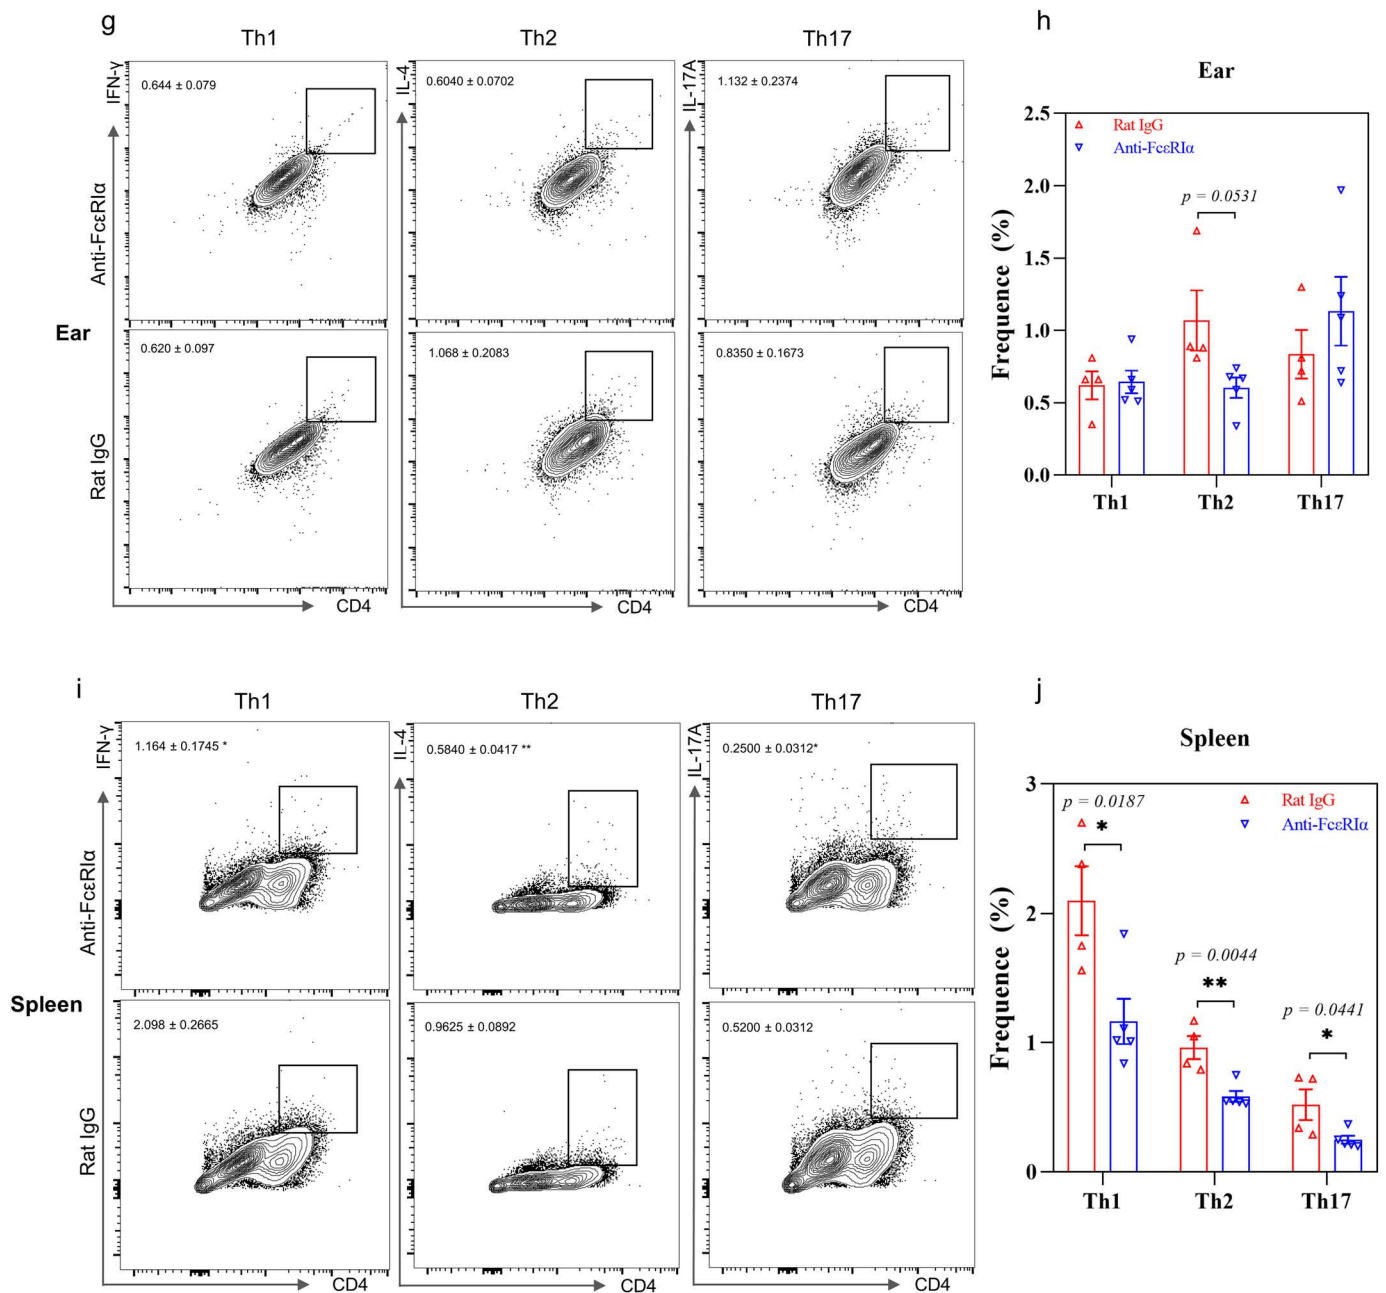 g
Th1
Th2
Th17
IFN-γ
0.644 ± 0.079
IL-4
0.6040 ± 0.0702
IL-17A
1.132 ± 0.2374
Anti-FcεRIα
Ear
0.620 ± 0.097
1.068 ± 0.2083
0.8350 ± 0.1673
Rat IgG
CD4
CD4
CD4
h
Ear
2.5
Rat IgG
Anti-FcεRIα
2.0
p = 0.0531
1.5
1.0
0.5
0.0
Frequence (%)
Th1
Th2
Th17
i
Th1
Th2
Th17
IFN-γ
1.164 ± 0.1745 *
IL-4
0.5840 ± 0.0417 **
IL-17A
0.2500 ± 0.0312*
Anti-FcεRIα
Spleen
2.098 ± 0.2665
0.9625 ± 0.0892
0.5200 ± 0.0312
Rat IgG
CD4
CD4
CD4
j
Spleen
3
p = 0.0187
*
Rat IgG
Anti-FcεRIα
2
p = 0.0044
**
p = 0.0441
*
1
0
Frequence (%)
Th1
Th2
Th17